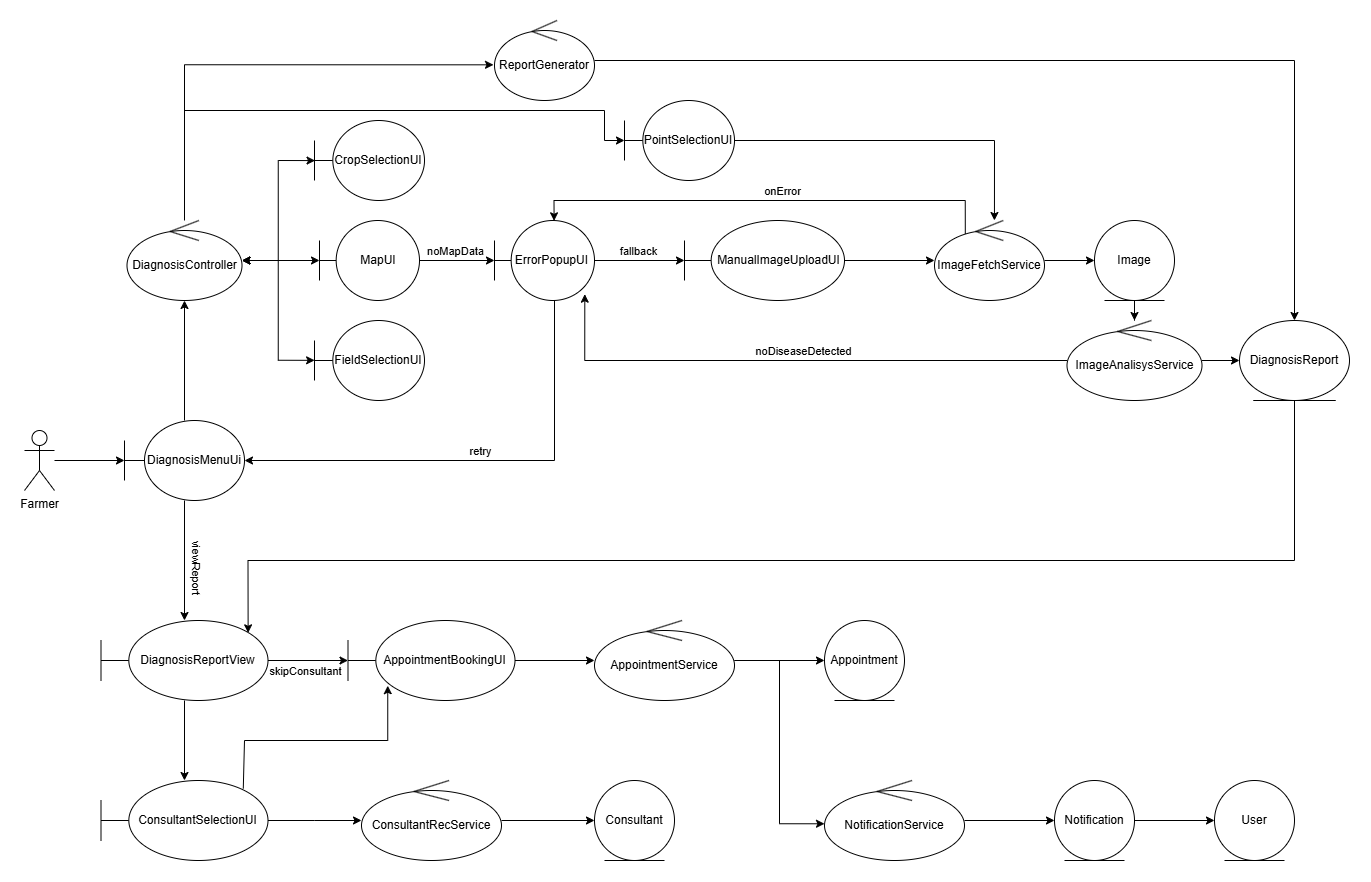 ReportGenerator
PointSelectionUI
CropSelectionUI
onError
DiagnosisController
MapUI
noMapData
ErrorPopupUI
fallback
ManualImageUploadUI
ImageFetchService
Image
FieldSelectionUI
noDiseaseDetected
ImageAnalisysService
DiagnosisReport
DiagnosisMenuUi
retry
Farmer
viewReport
DiagnosisReportView
skipConsultant
AppointmentBookingUI
AppointmentService
Appointment
ConsultantSelectionUI
ConsultantRecService
Consultant
NotificationService
Notification
User